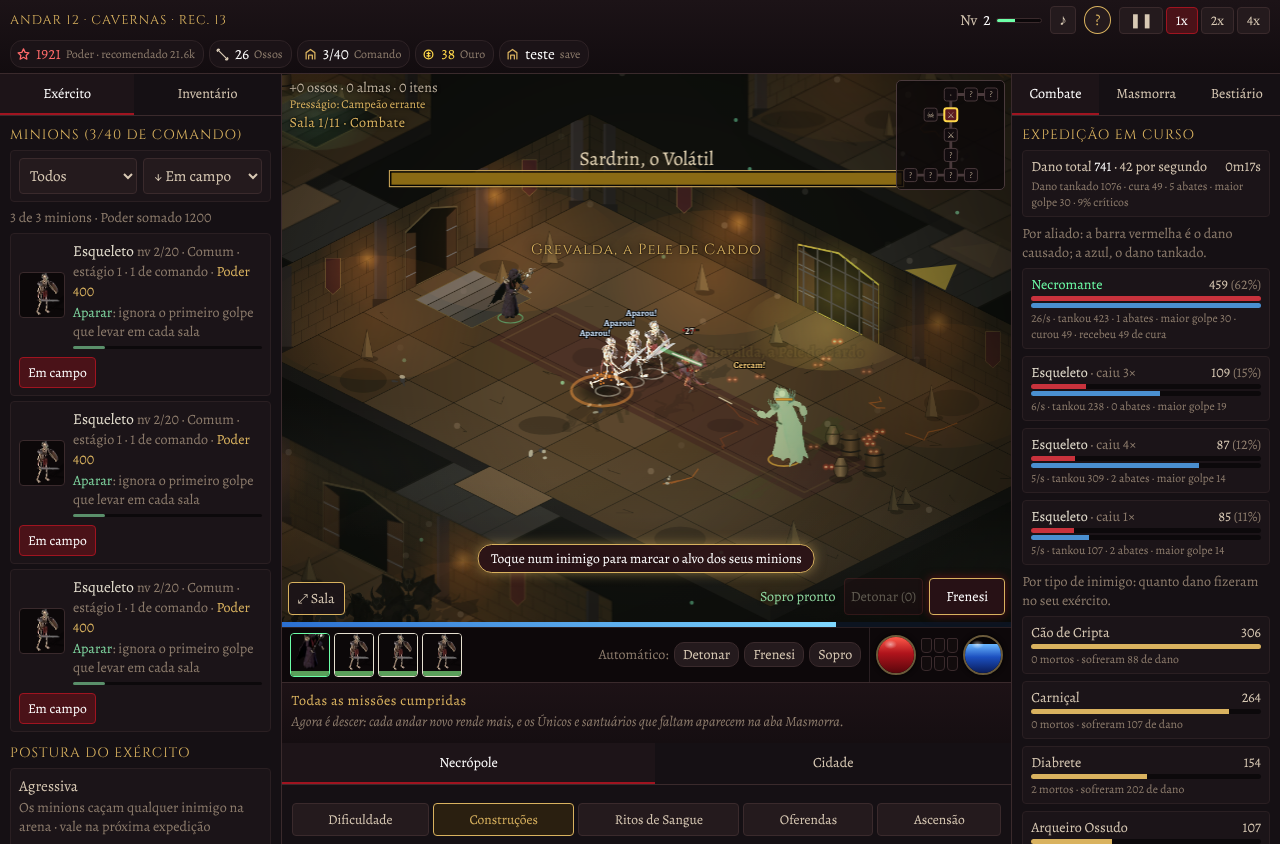 ANDAR 12 · CAVERNAS · REC. 13
Nv 2
♪
?
❚❚
1x
2x
4x
1921 Poder · recomendado 21.6k
26 Ossos
3/40 Comando
38 Ouro
teste save
Exército
Inventário
MINIONS (3/40 DE COMANDO)
Todos
↓ Em campo
3 de 3 minions · Poder somado 1200
Esqueleto nv 2/20 · Comum ·
estágio 1 · 1 de comando · Poder
400
Aparar: ignora o primeiro golpe
que levar em cada sala
Em campo
Esqueleto nv 2/20 · Comum ·
estágio 1 · 1 de comando · Poder
400
Aparar: ignora o primeiro golpe
que levar em cada sala
Em campo
Esqueleto nv 2/20 · Comum ·
estágio 1 · 1 de comando · Poder
400
Aparar: ignora o primeiro golpe
que levar em cada sala
Em campo
POSTURA DO EXÉRCITO
Agressiva
Os minions caçam qualquer inimigo na
arena · vale na próxima expedição
+0 ossos · 0 almas · 0 itens
Presságio: Campeão errante
Sala 1/11 · Combate
Sardrin, o Volátil
GREVALDA, A PELE DE CARDO
Aparou!
Aparou!
Aparou!
27
Cercam!
Toque num inimigo para marcar o alvo dos seus minions
⤢ Sala
Sopro pronto
Detonar (0)
Frenesi
Automático:
Detonar
Frenesi
Sopro
Todas as missões cumpridas
Agora é descer: cada andar novo rende mais, e os Únicos e santuários que faltam aparecem na aba Masmorra.
Necrópole
Cidade
Dificuldade
Construções
Ritos de Sangue
Oferendas
Ascensão
Combate
Masmorra
Bestiário
EXPEDIÇÃO EM CURSO
Dano total 741 · 42 por segundo 0m17s
Dano tankado 1076 · cura 49 · 5 abates · maior
golpe 30 · 9% críticos
Por aliado: a barra vermelha é o dano
causado; a azul, o dano tankado.
Necromante 459 (62%)
26/s · tankou 423 · 1 abates · maior golpe 30 ·
curou 49 · recebeu 49 de cura
Esqueleto · caiu 3× 109 (15%)
6/s · tankou 238 · 0 abates · maior golpe 19
Esqueleto · caiu 4× 87 (12%)
5/s · tankou 309 · 2 abates · maior golpe 14
Esqueleto · caiu 1× 85 (11%)
5/s · tankou 107 · 2 abates · maior golpe 14
Por tipo de inimigo: quanto dano fizeram
no seu exército.
Cão de Cripta 306
0 mortos · sofreram 88 de dano
Carniçal 264
0 mortos · sofreram 107 de dano
Diabrete 154
2 mortos · sofreram 202 de dano
Arqueiro Ossudo 107